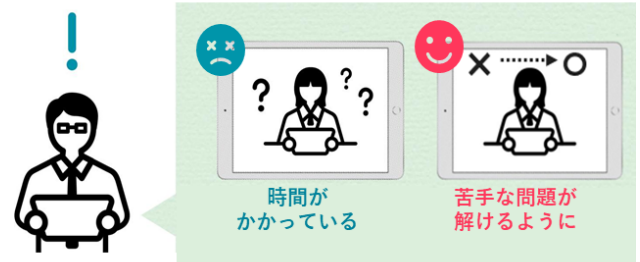 !
? ? ?
× → ○
時間が
かかっている
苦手な問題が
解けるように